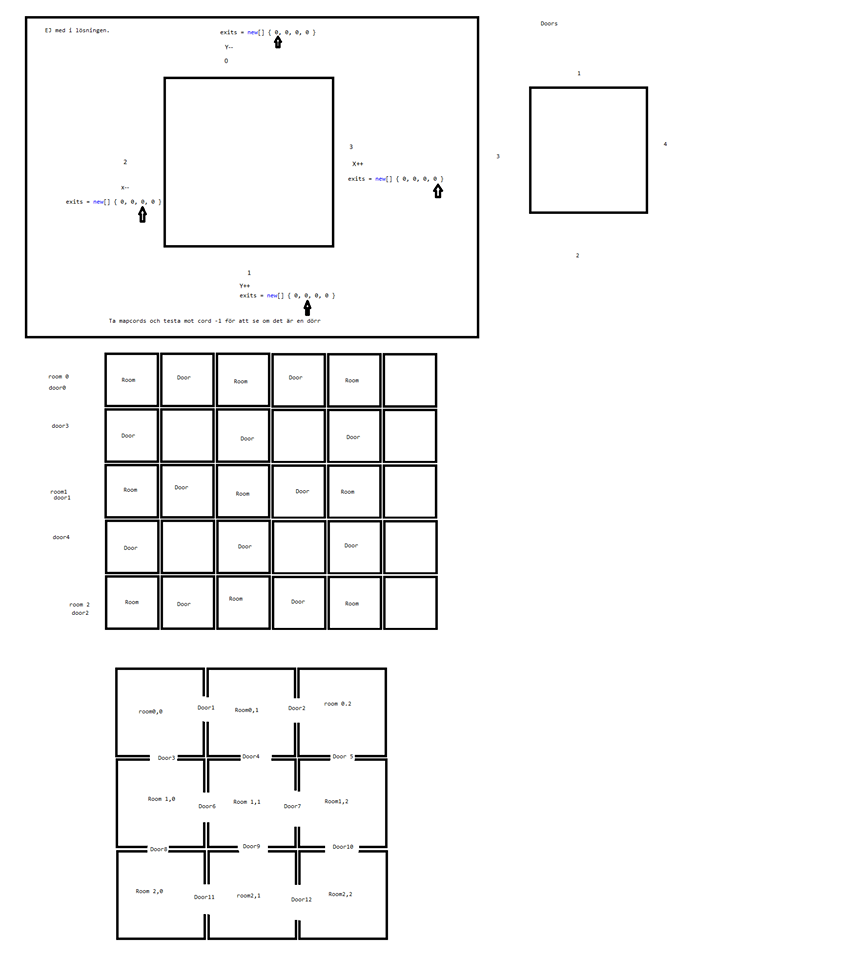 EJ med i lösningen.
exits = new[] { 0, 0, 0, 0 }
Y--
0
2
x--
exits = new[] { 0, 0, 0, 0 }
3
X++
exits = new[] { 0, 0, 0, 0 }
1
Y++
exits = new[] { 0, 0, 0, 0 }
Ta mapcords och testa mot cord -1 för att se om det är en dörr
Doors
1
3
4
2
room 0
door0
Room Door Room Door Room
door3
Door Door Door
room1
door1
Room Door Room Door Room
door4
Door Door Door
room 2
door2
Room Door Room Door Room
room0,0 Door1 Room0,1 Door2 room 0.2
Door3 Door4 Door 5
Room 1,0 Door6 Room 1,1 Door7 Room1,2
Door8 Door9 Door10
Room 2,0 Door11 room2,1 Door12 Room2,2